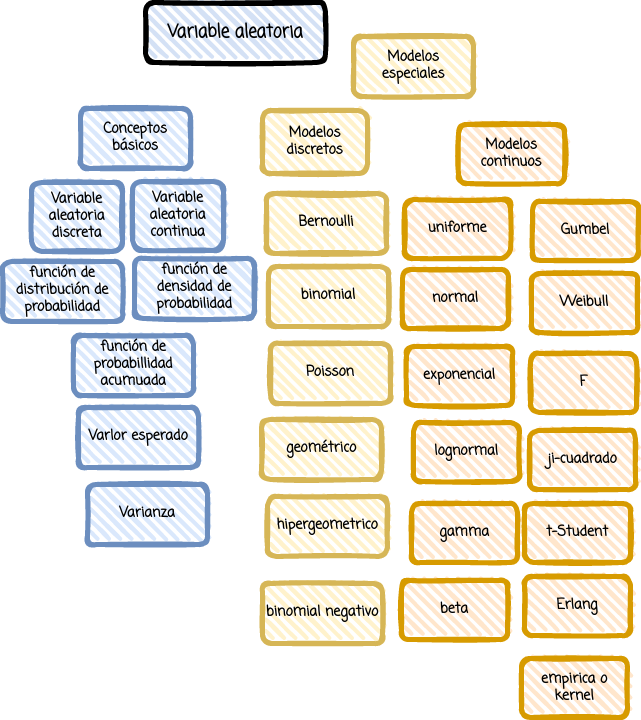 Variable aleatoria
Modelos
especiales
Conceptos
básicos
Variable
aleatoria
discreta
Variable
aleatoria
continua
función de
distribución de
probabilidad
función de
densidad de
probabilidad
función de
probabillidad
acumuada
Varlor esperado
Varianza
Modelos
discretos
Bernoulli
binomial
Poisson
geométrico
hipergeometrico
binomial negativo
Modelos
continuos
uniforme
normal
exponencial
lognormal
gamma
beta
Gumbel
Weibull
F
ji-cuadrado
t-Student
Erlang
empirica o
kernel